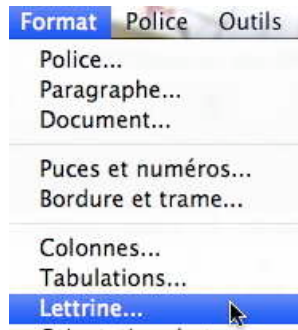 Format Police Outils
Police...
Paragraphe...
Document...
Puces et numéros...
Bordure et trame...
Colonnes...
Tabulations...
Lettrine...